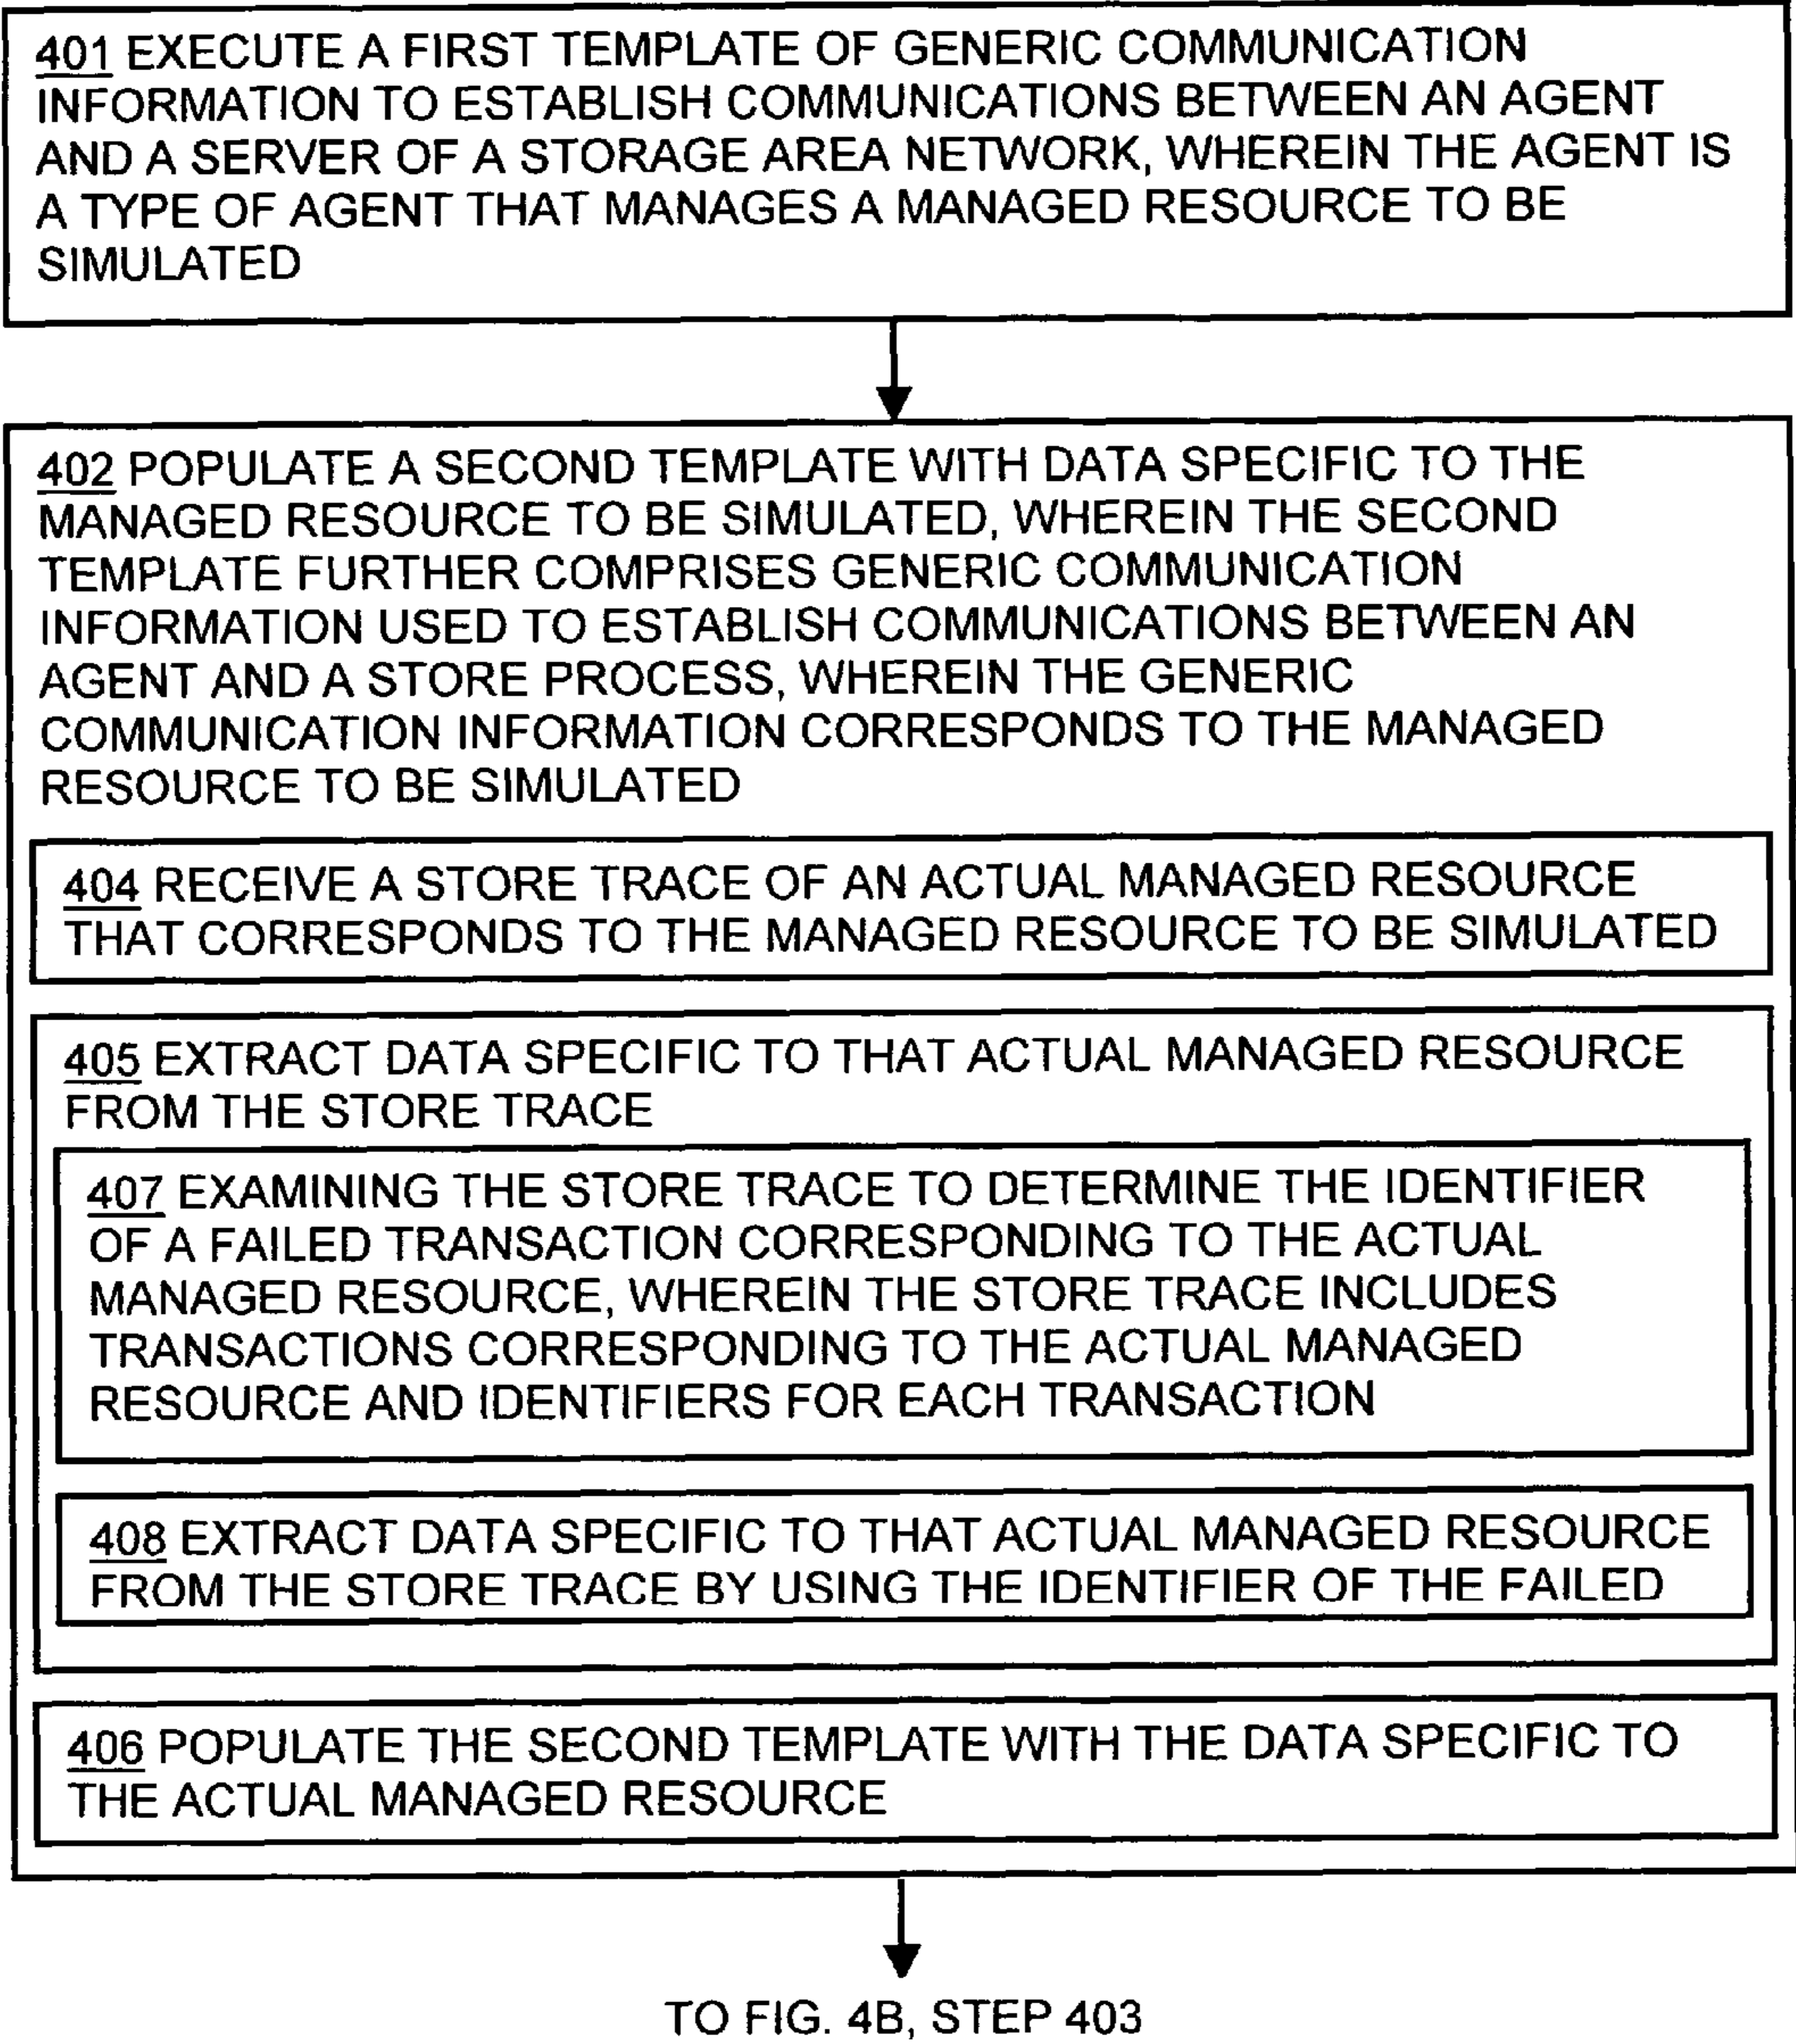 401 EXECUTE A FIRST TEMPLATE OF GENERIC COMMUNICATION
INFORMATION TO ESTABLISH COMMUNICATIONS BETWEEN AN AGENT
AND A SERVER OF A STORAGE AREA NETWORK, WHEREIN THE AGENT IS
A TYPE OF AGENT THAT MANAGES A MANAGED RESOURCE TO BE
SIMULATED
402 POPULATE A SECOND TEMPLATE WITH DATA SPECIFIC TO THE
MANAGED RESOURCE TO BE SIMULATED, WHEREIN THE SECOND
TEMPLATE FURTHER COMPRISES GENERIC COMMUNICATION
INFORMATION USED TO ESTABLISH COMMUNICATIONS BETWEEN AN
AGENT AND A STORE PROCESS, WHEREIN THE GENERIC
COMMUNICATION INFORMATION CORRESPONDS TO THE MANAGED
RESOURCE TO BE SIMULATED
404 RECEIVE A STORE TRACE OF AN ACTUAL MANAGED RESOURCE
THAT CORRESPONDS TO THE MANAGED RESOURCE TO BE SIMULATED
405 EXTRACT DATA SPECIFIC TO THAT ACTUAL MANAGED RESOURCE
FROM THE STORE TRACE
407 EXAMINING THE STORE TRACE TO DETERMINE THE IDENTIFIER
OF A FAILED TRANSACTION CORRESPONDING TO THE ACTUAL
MANAGED RESOURCE, WHEREIN THE STORE TRACE INCLUDES
TRANSACTIONS CORRESPONDING TO THE ACTUAL MANAGED
RESOURCE AND IDENTIFIERS FOR EACH TRANSACTION
408 EXTRACT DATA SPECIFIC TO THAT ACTUAL MANAGED RESOURCE
FROM THE STORE TRACE BY USING THE IDENTIFIER OF THE FAILED
406 POPULATE THE SECOND TEMPLATE WITH THE DATA SPECIFIC TO
THE ACTUAL MANAGED RESOURCE
TO FIG. 4B, STEP 403